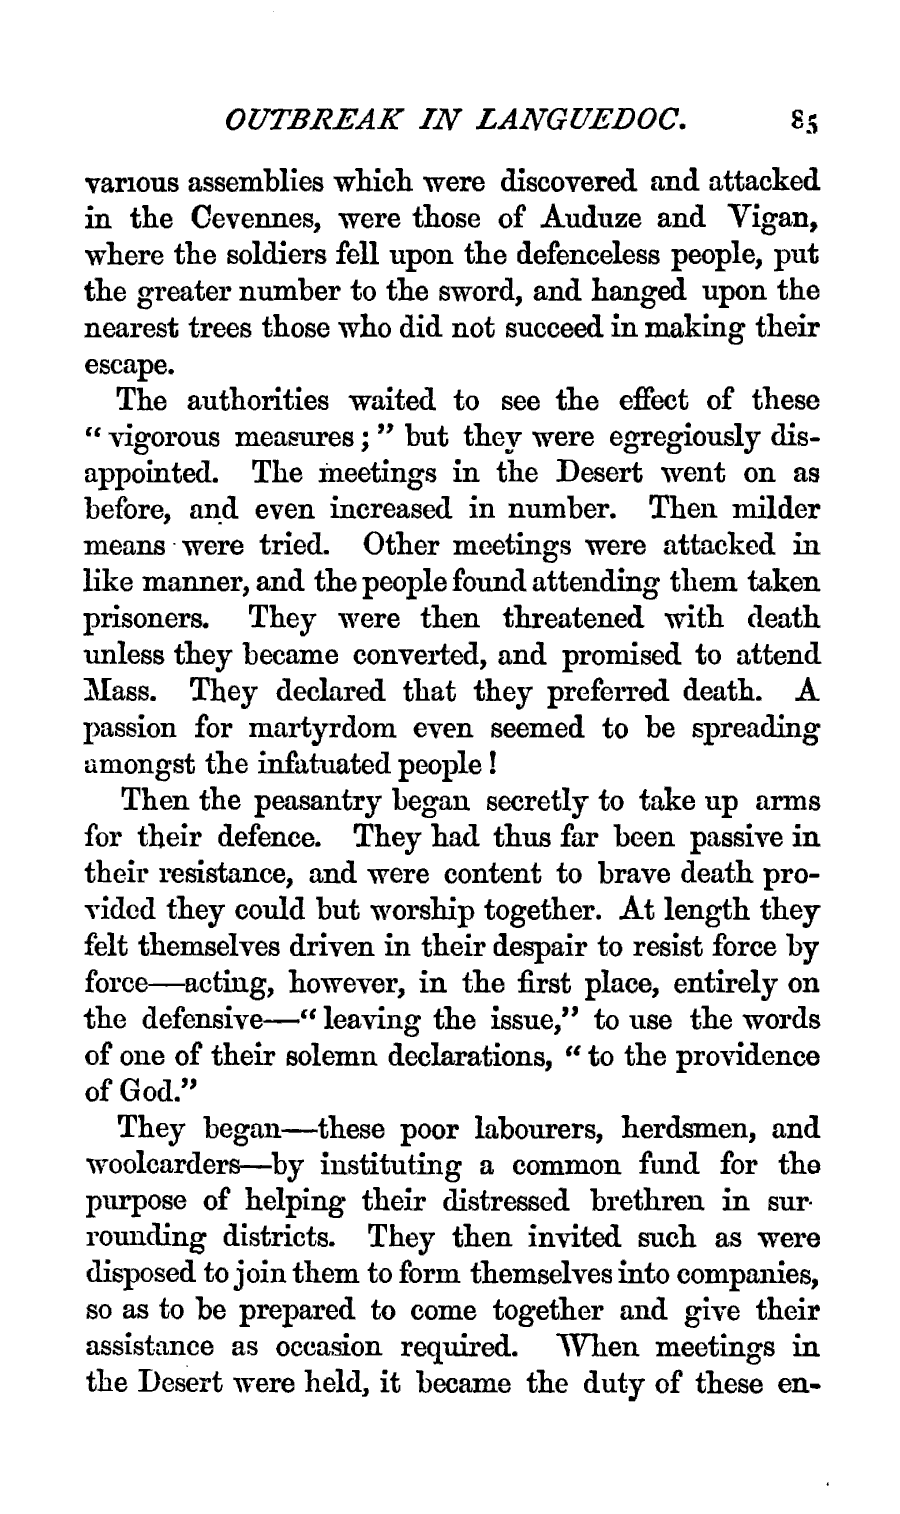 OUTBREAK IN LANGUEDOC. 85
various assemblies which were discovered and attacked
in the Cevennes, were those of Auduze and Vigan,
where the soldiers fell upon the defenceless people, put
the greater number to the sword, and hanged upon the
nearest trees those who did not succeed in making their
escape.
The authorities waited to see the effect of these
“vigorous measures;” but they were egregiously dis-
appointed. The meetings in the Desert went on as
before, and even increased in number. Then milder
means were tried. Other meetings were attacked in
like manner, and the people found attending them taken
prisoners. They were then threatened with death
unless they became converted, and promised to attend
Mass. They declared that they preferred death. A
passion for martyrdom even seemed to be spreading
amongst the infatuated people!
Then the peasantry began secretly to take up arms
for their defence. They had thus far been passive in
their resistance, and were content to brave death pro-
vided they could but worship together. At length they
felt themselves driven in their despair to resist force by
force—acting, however, in the first place, entirely on
the defensive—“leaving the issue,” to use the words
of one of their solemn declarations, “to the providence
of God.”
They began—these poor labourers, herdsmen, and
woolcarders—by instituting a common fund for the
purpose of helping their distressed brethren in sur-
rounding districts. They then invited such as were
disposed to join them to form themselves into companies,
so as to be prepared to come together and give their
assistance as occasion required. When meetings in
the Desert were held, it became the duty of these en-